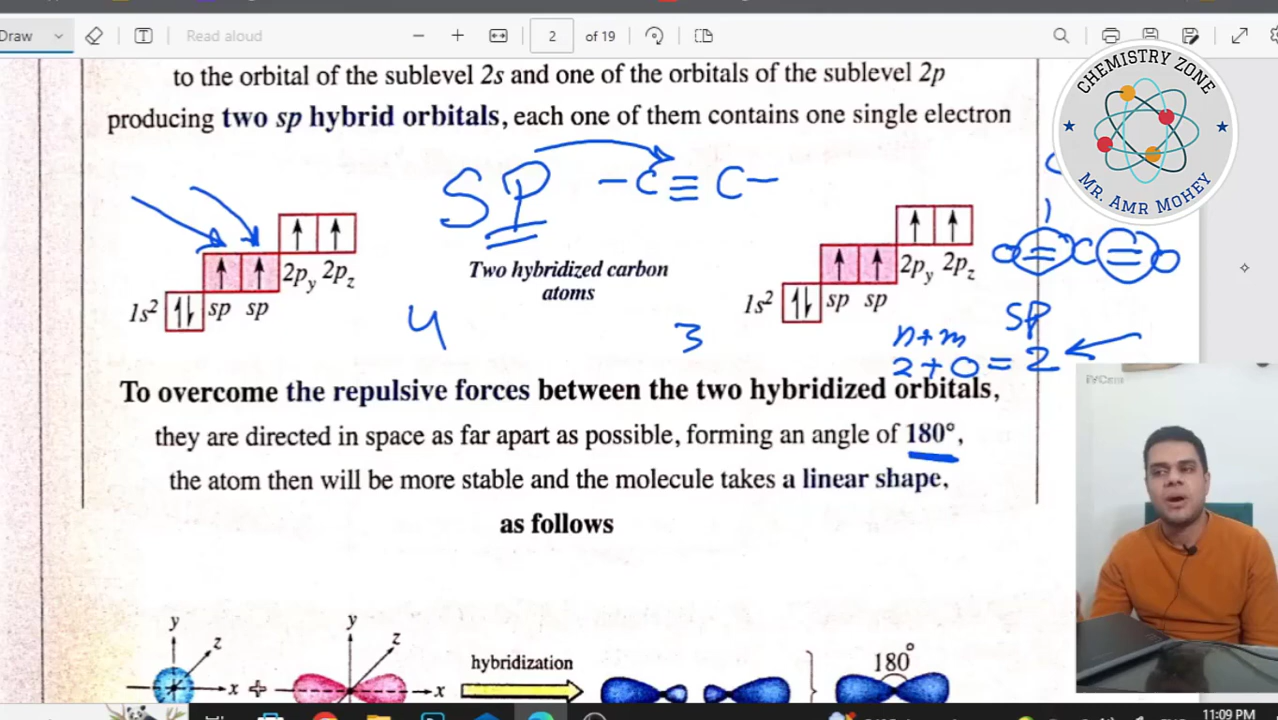 Draw
Read aloud
2 of 19
to the orbital of the sublevel 2s and one of the orbitals of the sublevel 2p
producing two sp hybrid orbitals, each one of them contains one single electron
CHEMISTRY ZONE
MR. AMR MOHEY
SP -C≡C-
1s² sp sp 2py 2pz
Two hybridized carbon
atoms
1s² sp sp 2py 2pz
4
3
C
SP
n+m
2+0=2
To overcome the repulsive forces between the two hybridized orbitals,
they are directed in space as far apart as possible, forming an angle of 180°,
the atom then will be more stable and the molecule takes a linear shape,
as follows
y z x + y z x
hybridization
180°
11:09 PM